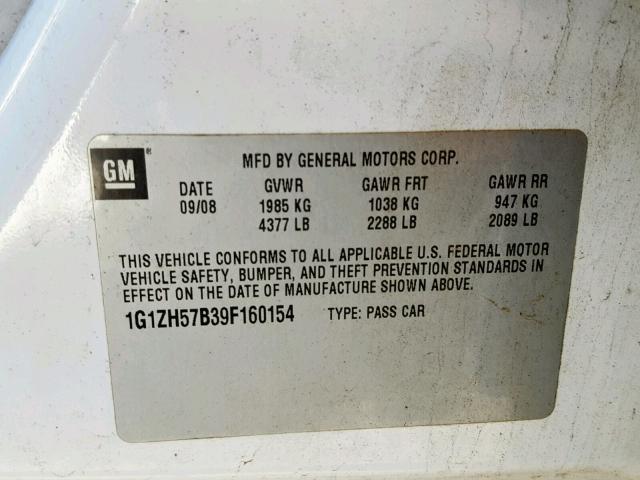 GM®
MFD BY GENERAL MOTORS CORP.
DATE GVWR GAWR FRT GAWR RR
09/08 1985 KG 1038 KG 947 KG
4377 LB 2288 LB 2089 LB
THIS VEHICLE CONFORMS TO ALL APPLICABLE U.S. FEDERAL MOTOR
VEHICLE SAFETY, BUMPER, AND THEFT PREVENTION STANDARDS IN
EFFECT ON THE DATE OF MANUFACTURE SHOWN ABOVE.
1G1ZH57B39F160154 TYPE: PASS CAR